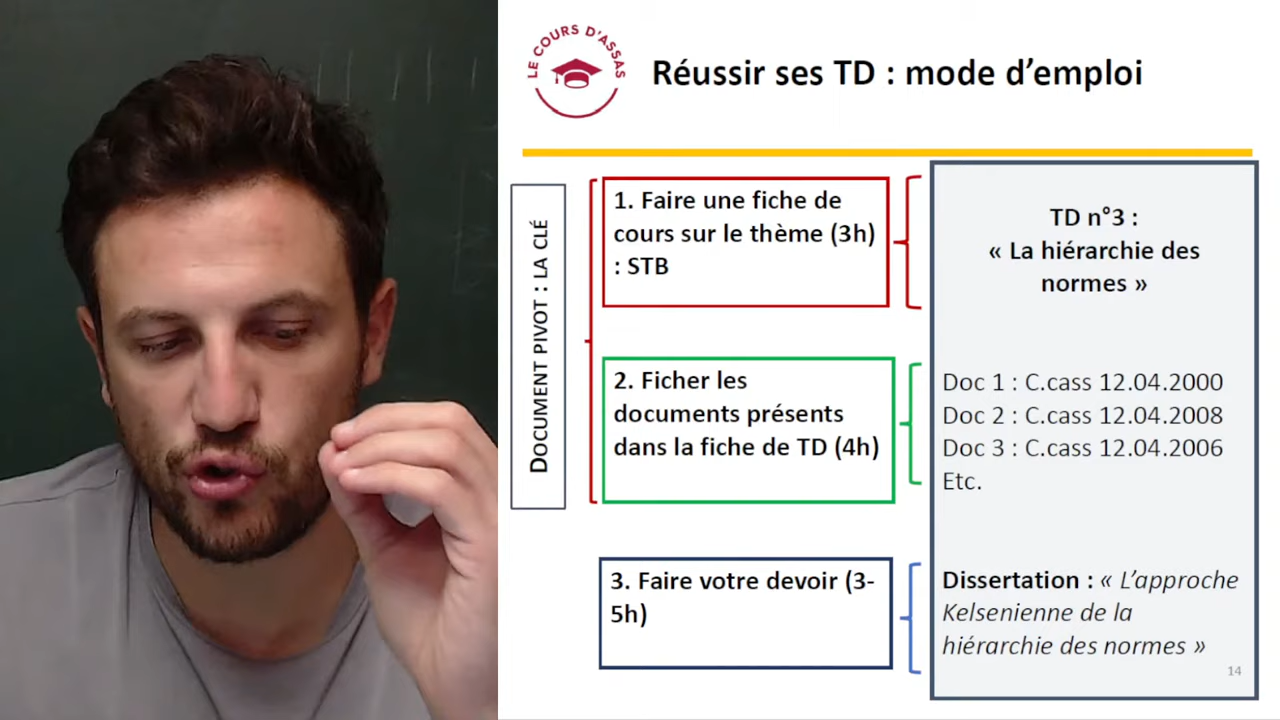 LE COURS D'ASSAS
Réussir ses TD : mode d'emploi
DOCUMENT PIVOT : LA CLÉ
1. Faire une fiche de
cours sur le thème (3h)
: STB
TD n°3 :
« La hiérarchie des
normes »
2. Ficher les
documents présents
dans la fiche de TD (4h)
Doc 1 : C.cass 12.04.2000
Doc 2 : C.cass 12.04.2008
Doc 3 : C.cass 12.04.2006
Etc.
3. Faire votre devoir (3-
5h)
Dissertation : « L'approche
Kelsenienne de la
hiérarchie des normes »
14